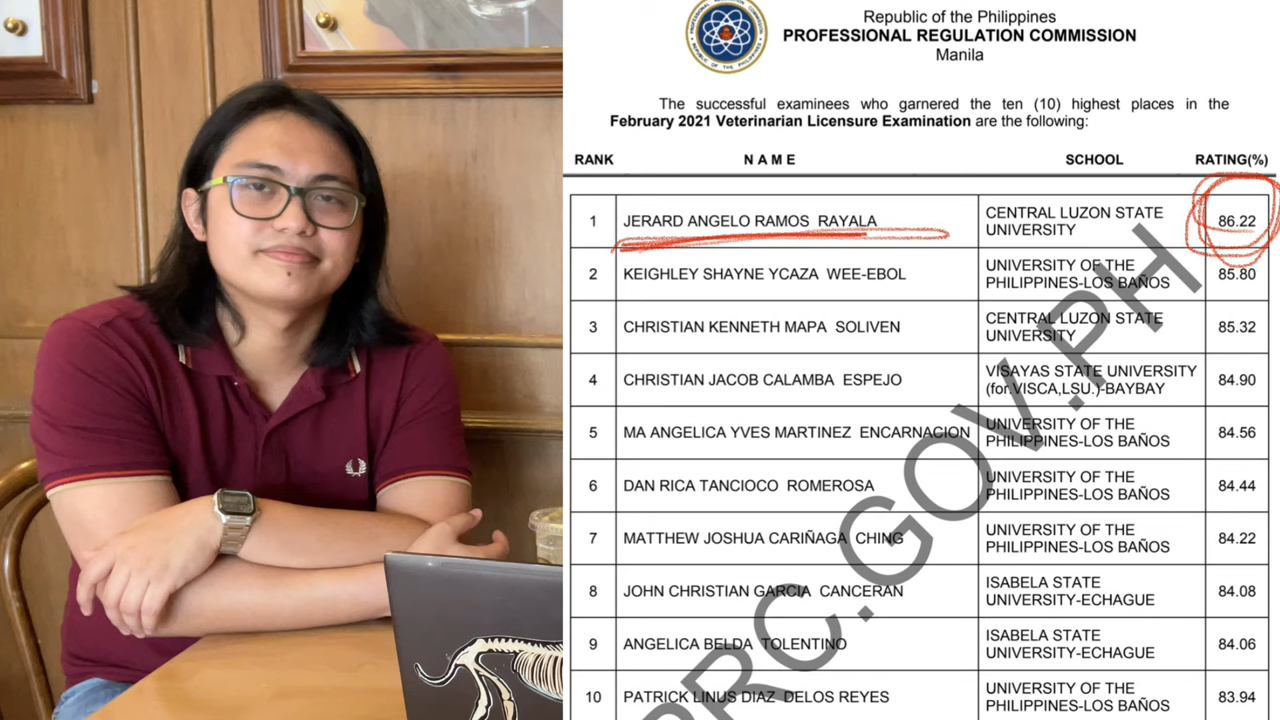 Republic of the Philippines
PROFESSIONAL REGULATION COMMISSION
Manila
The successful examinees who garnered the ten (10) highest places in the
February 2021 Veterinarian Licensure Examination are the following:
RANK N A M E SCHOOL RATING(%)
1 JERARD ANGELO RAMOS RAYALA CENTRAL LUZON STATE UNIVERSITY 86.22
2 KEIGHLEY SHAYNE YCAZA WEE-EBOL UNIVERSITY OF THE PHILIPPINES-LOS BAÑOS 85.80
3 CHRISTIAN KENNETH MAPA SOLIVEN CENTRAL LUZON STATE UNIVERSITY 85.32
4 CHRISTIAN JACOB CALAMBA ESPEJO VISAYAS STATE UNIVERSITY (for.VISCA,LSU.)-BAYBAY 84.90
5 MA ANGELICA YVES MARTINEZ ENCARNACION UNIVERSITY OF THE PHILIPPINES-LOS BAÑOS 84.56
6 DAN RICA TANCIOCO ROMEROSA UNIVERSITY OF THE PHILIPPINES-LOS BAÑOS 84.44
7 MATTHEW JOSHUA CARIÑAGA CHING UNIVERSITY OF THE PHILIPPINES-LOS BAÑOS 84.22
8 JOHN CHRISTIAN GARCIA CANCERAN ISABELA STATE UNIVERSITY-ECHAGUE 84.08
9 ANGELICA BELDA TOLENTINO ISABELA STATE UNIVERSITY-ECHAGUE 84.06
10 PATRICK LINUS DIAZ DELOS REYES UNIVERSITY OF THE PHILIPPINES-LOS BAÑOS 83.94
PRC.GOV.PH